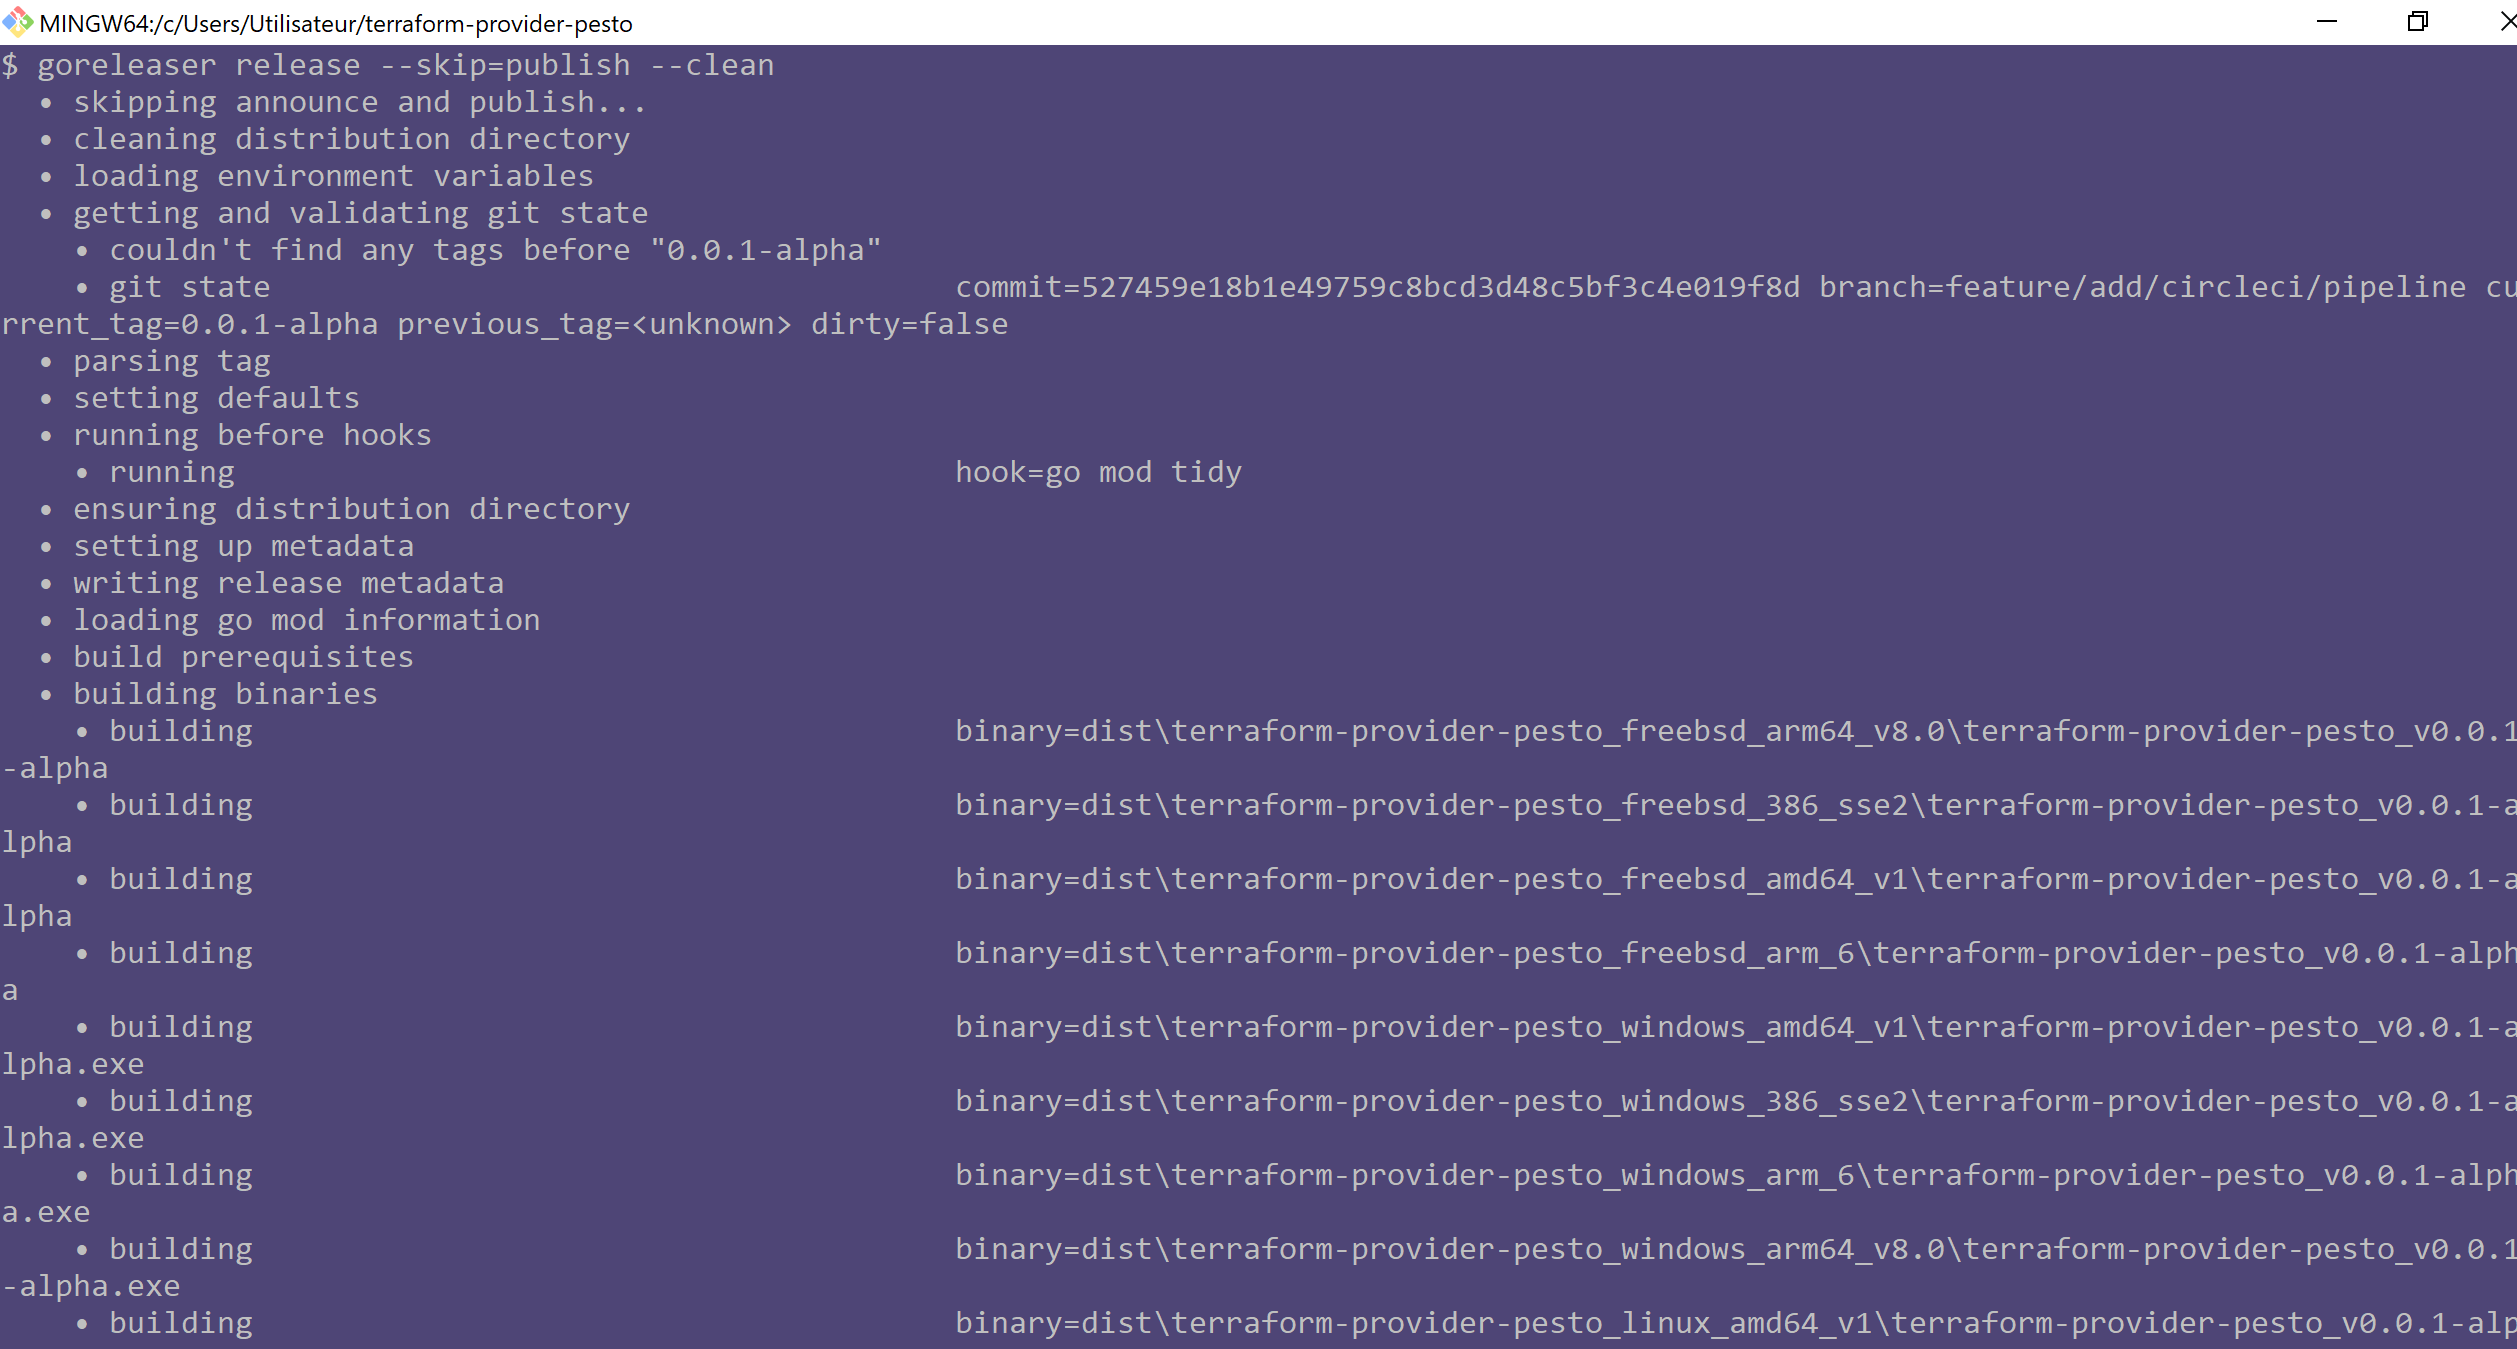 MINGW64:/c/Users/Utilisateur/terraform-provider-pesto
$ goreleaser release --skip=publish --clean
• skipping announce and publish...
• cleaning distribution directory
• loading environment variables
• getting and validating git state
• couldn't find any tags before "0.0.1-alpha"
• git state commit=527459e18b1e49759c8bcd3d48c5bf3c4e019f8d branch=feature/add/circleci/pipeline cu
rrent_tag=0.0.1-alpha previous_tag=<unknown> dirty=false
• parsing tag
• setting defaults
• running before hooks
• running hook=go mod tidy
• ensuring distribution directory
• setting up metadata
• writing release metadata
• loading go mod information
• build prerequisites
• building binaries
• building binary=dist\terraform-provider-pesto_freebsd_arm64_v8.0\terraform-provider-pesto_v0.0.1
-alpha
• building binary=dist\terraform-provider-pesto_freebsd_386_sse2\terraform-provider-pesto_v0.0.1-a
lpha
• building binary=dist\terraform-provider-pesto_freebsd_amd64_v1\terraform-provider-pesto_v0.0.1-a
lpha
• building binary=dist\terraform-provider-pesto_freebsd_arm_6\terraform-provider-pesto_v0.0.1-alph
a
• building binary=dist\terraform-provider-pesto_windows_amd64_v1\terraform-provider-pesto_v0.0.1-a
lpha.exe
• building binary=dist\terraform-provider-pesto_windows_386_sse2\terraform-provider-pesto_v0.0.1-a
lpha.exe
• building binary=dist\terraform-provider-pesto_windows_arm_6\terraform-provider-pesto_v0.0.1-alph
a.exe
• building binary=dist\terraform-provider-pesto_windows_arm64_v8.0\terraform-provider-pesto_v0.0.1
-alpha.exe
• building binary=dist\terraform-provider-pesto_linux_amd64_v1\terraform-provider-pesto_v0.0.1-alp